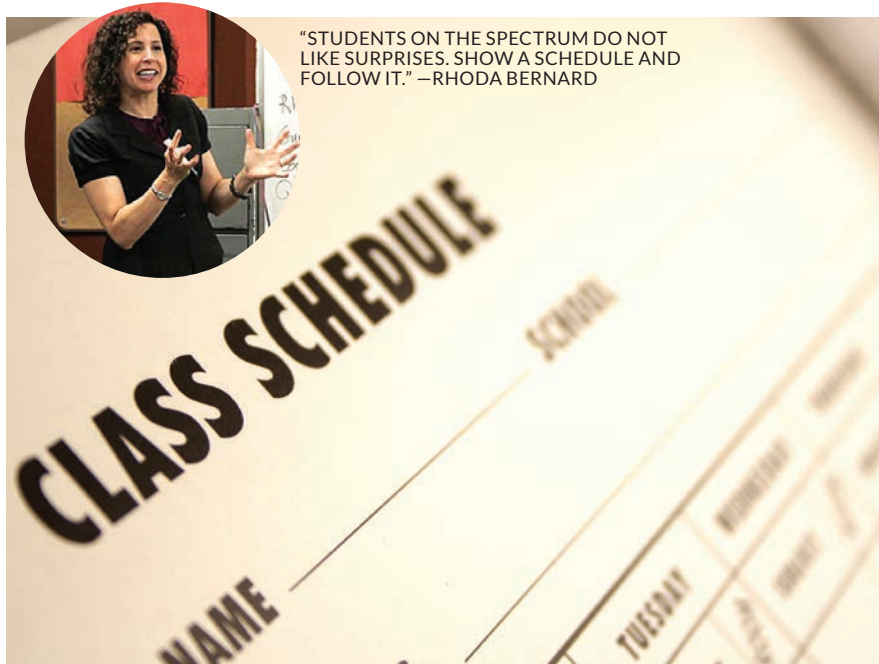 “STUDENTS ON THE SPECTRUM DO NOT
LIKE SURPRISES. SHOW A SCHEDULE AND
FOLLOW IT.” —RHODA BERNARD
CLASS SCHEDULE
SCHOOL
NAME
TUESDAY
WEDNESDAY